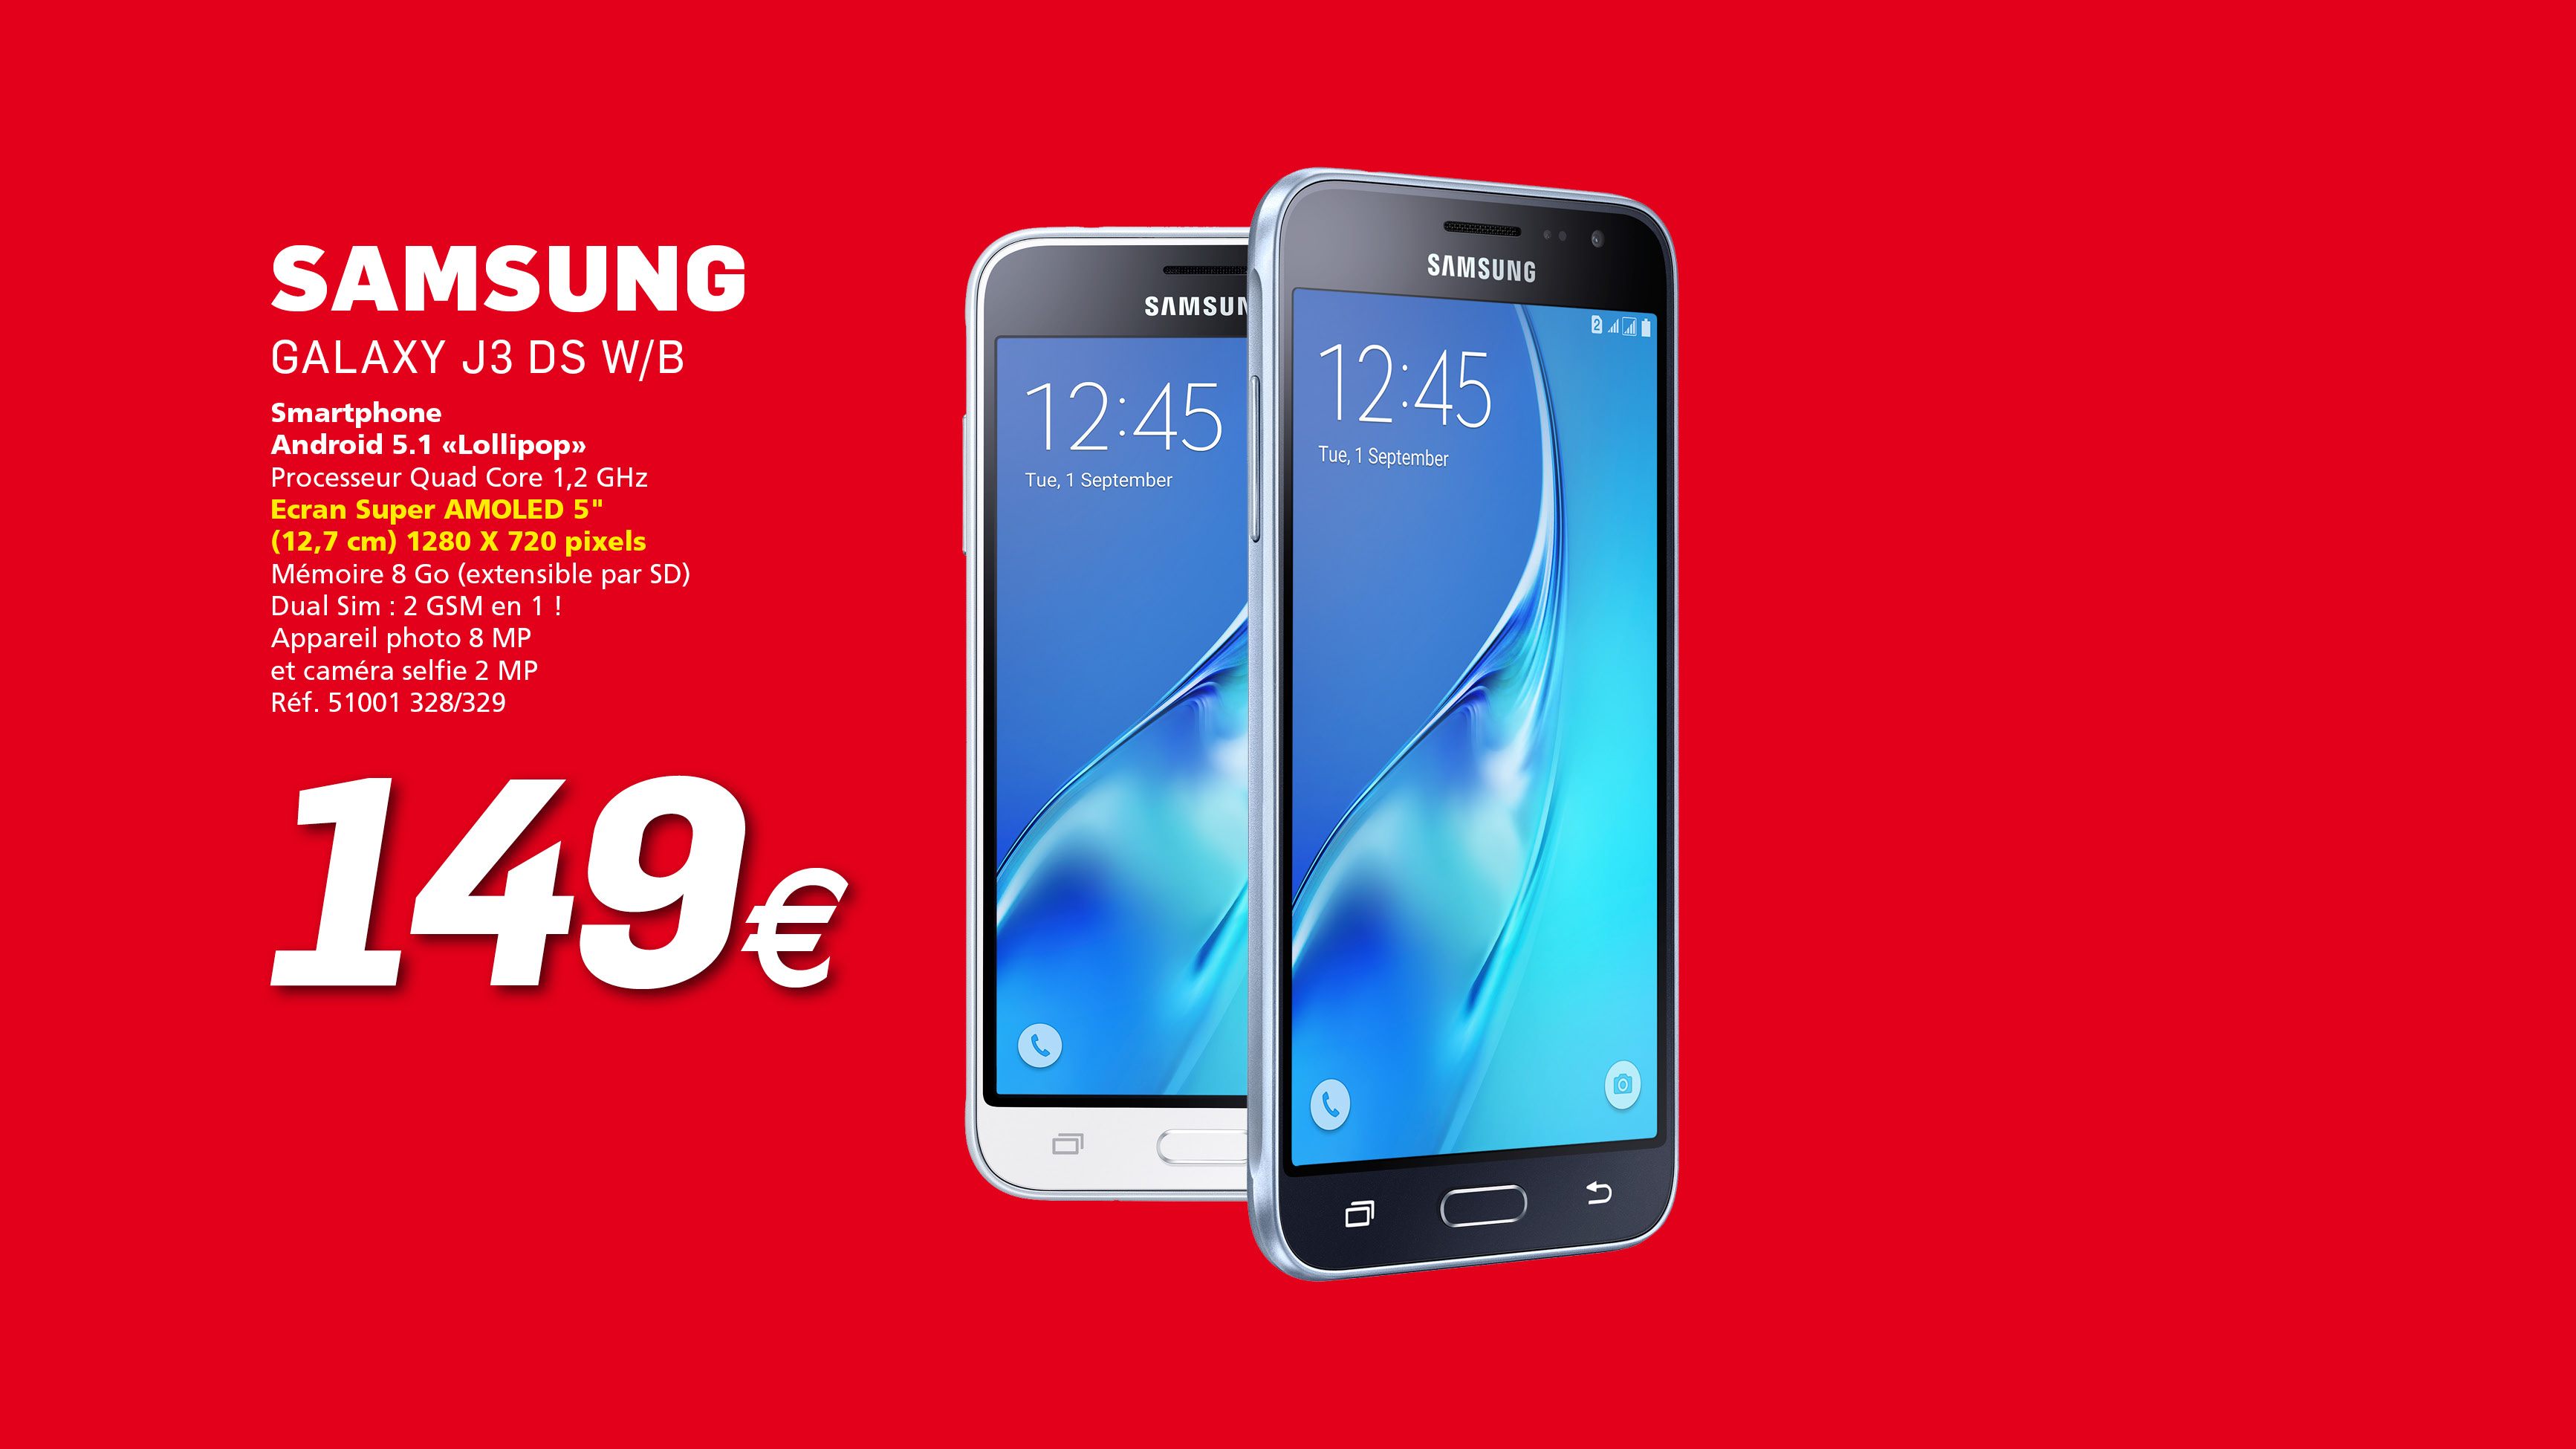 SAMSUNG
GALAXY J3 DS W/B
Smartphone
Android 5.1 «Lollipop»
Processeur Quad Core 1,2 GHz
Ecran Super AMOLED 5"
(12,7 cm) 1280 X 720 pixels
Mémoire 8 Go (extensible par SD)
Dual Sim : 2 GSM en 1 !
Appareil photo 8 MP
et caméra selfie 2 MP
Réf. 51001 328/329
149€
SAMSUN
12:45
Tue, 1 September
SAMSUNG
2
12:45
Tue, 1 September